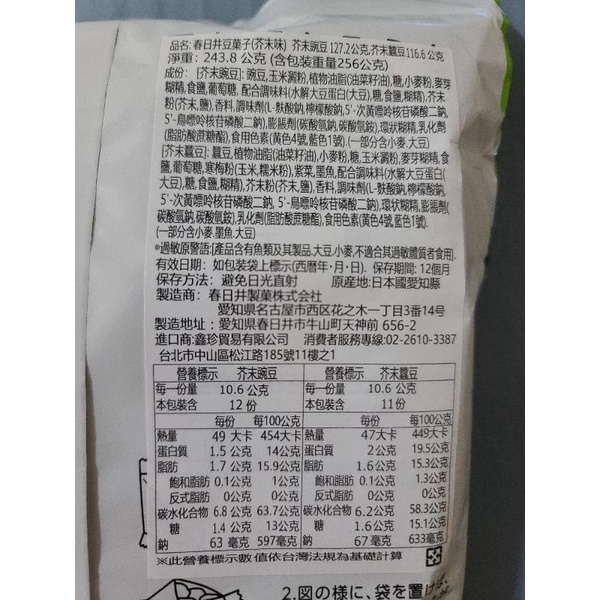 品名:春日井豆菓子(芥末味) 芥末豌豆127.2公克,芥末蠶豆116.6公克
淨重: 243.8 公克 (含包装重量256公克)
成份: [芥末豌豆]: 豌豆,玉米澱粉,植物油脂(油菜籽油),糖,小麥粉,麥芽
糊精,食鹽,葡萄糖, 配合調味料(水解大豆蛋白(大豆),糖,食鹽,糊精),芥末
粉(芥末,鹽),香料,調味劑(L-麩酸鈉,檸檬酸鈉,5'-次黃嘌呤核苷磷酸二鈉,
5'-鳥嘌呤核苷磷酸二鈉),膨脹劑(碳酸氫鈉,碳酸氫銨),環狀糊精,乳化劑
(脂肪酸蔗糖酯),食用色素(黃色4號,藍色1號).(一部分含小麥.大豆)
[芥末蠶豆]: 蠶豆,植物油脂(油菜籽油),小麥粉,糖,玉米澱粉,麥芽糊精,食
鹽,葡萄糖,寒梅粉(玉米,糯米粉),紫菜,墨魚,配合調味料(水解大豆蛋白(
大豆),糖,食鹽,糊精),芥末粉(芥末,鹽),香料,調味劑(L-麩酸鈉,檸檬酸鈉,
5'-次黃嘌呤核苷磷酸二鈉, 5'-鳥嘌呤核苷磷酸二鈉),環狀糊精,膨脹劑(
碳酸氫鈉,碳酸氫銨),乳化劑(脂肪酸蔗糖酯),食用色素(黃色4號,藍色1號).
(一部分含小麥.墨魚.大豆)
*過敏原警語:[產品含有魚類及其製品.大豆.小麥,不適合其過敏體質者食用].
有效日期: 如包装袋上標示(西曆年・月・日). 保存期間: 12個月
保存方法: 避免日光直射 原産地:日本國愛知縣
製造商: 春日井製菓株式会社
愛知県名古屋市西区花之木一丁目3番14号
製造地址: 愛知県春日井市牛山町天神前 656-2
進口商:鑫珍貿易有限公司 消費者服務專線:02-2610-3387
台北市中山區松江路185號11樓之1
營養標示 芥末豌豆 營養標示 芥末蠶豆
每一份量 10.6 公克 每一份量 10.6 公克
本包裝含 12 份 本包裝含 11份
每份 每100公克 每份 每100公克
熱量 49 大卡 454大卡 熱量 47大卡 449大卡
蛋白質 1.5 公克 14公克 蛋白質 2.1公克 19.5公克
脂肪 1.7 公克 15.9公克 脂肪 1.6公克 15.3公克
飽和脂肪 0.1公克 1公克 飽和脂肪 0.1公克 1.3公克
反式脂肪 0公克 0公克 反式脂肪 0公克 0公克
碳水化合物 6.8 公克 63.7公克 碳水化合物 6.2公克 58.3公克
糖 1.4 公克 13公克 糖 1.6公克 15.1公克
鈉 63 毫克 597毫克 鈉 67 毫克 633毫克
※此營養標示數值依台灣法規為基礎計算
2.図の様に、袋を置